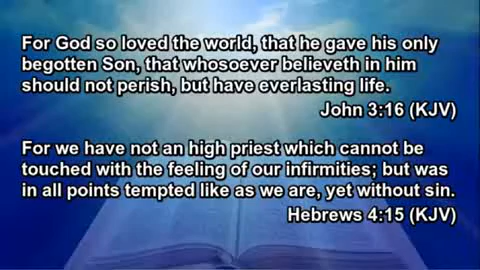 For God so loved the world, that he gave his only
begotten Son, that whosoever believeth in him
should not perish, but have everlasting life.
John 3:16 (KJV)
For we have not an high priest which cannot be
touched with the feeling of our infirmities; but was
in all points tempted like as we are, yet without sin.
Hebrews 4:15 (KJV)